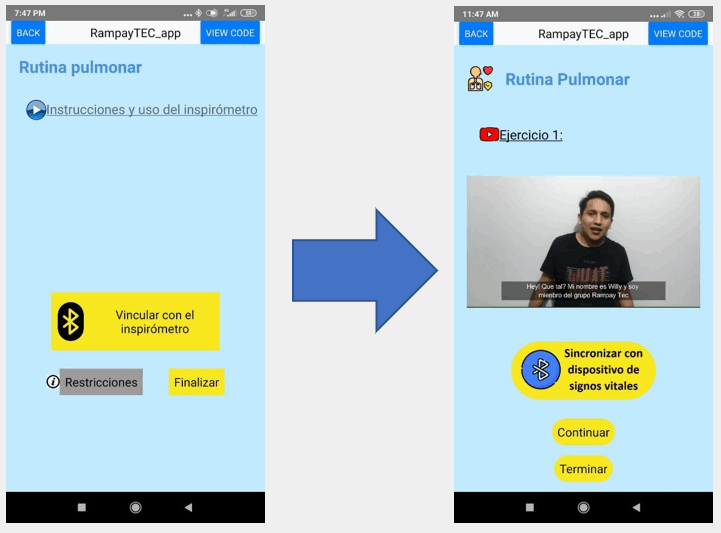 7:47 PM
BACK
RampayTEC_app
VIEW CODE
Rutina pulmonar
Instrucciones y uso del inspirómetro
Vincular con el
inspirómetro
Restricciones
Finalizar
11:47 AM
BACK
RampayTEC_app
VIEW CODE
Rutina Pulmonar
Ejercicio 1:
Hey! Que tal? Mi nombre es Willy y soy
mienbro del grupo Rampay Tec
Sincronizar con
dispositivo de
signos vitales
Continuar
Terminar